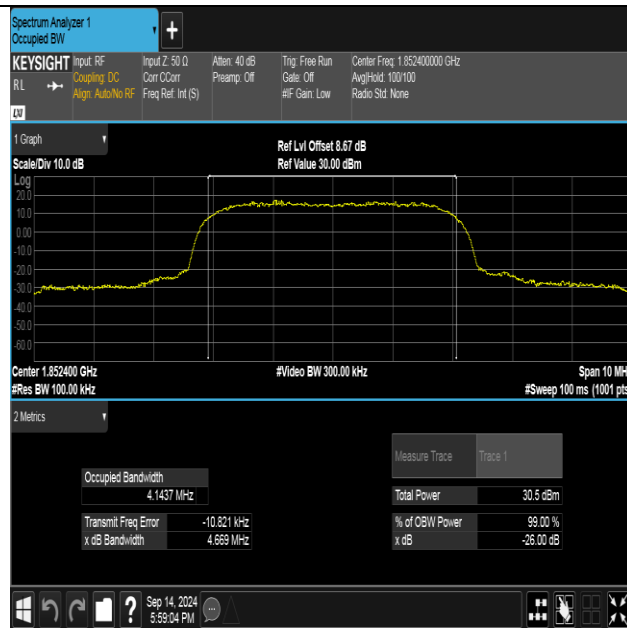 Spectrum Analyzer 1
Occupied BW
+
KEYSIGHT
RL
LXI
Input: RF
Coupling: DC
Align: Auto/No RF
Input Z: 50 Ω
Corr CCorr
Freq Ref: Int (S)
Atten: 40 dB
Preamp: Off
Trig: Free Run
Gate: Off
#IF Gain: Low
Center Freq: 1.852400000 GHz
Avg|Hold: 100/100
Radio Std: None
1 Graph
Scale/Div 10.0 dB
Ref Lvl Offset 8.67 dB
Ref Value 30.00 dBm
Log
20.0
10.0
0.00
-10.0
-20.0
-30.0
-40.0
-50.0
-60.0
Center 1.852400 GHz
#Res BW 100.00 kHz
#Video BW 300.00 kHz
Span 10 MH
#Sweep 100 ms (1001 pts
2 Metrics
Measure Trace Trace 1
Occupied Bandwidth
4.1437 MHz
Total Power 30.5 dBm
Transmit Freq Error -10.821 kHz
% of OBW Power 99.00 %
x dB Bandwidth 4.669 MHz
x dB -26.00 dB
?
Sep 14, 2024
5:59:04 PM